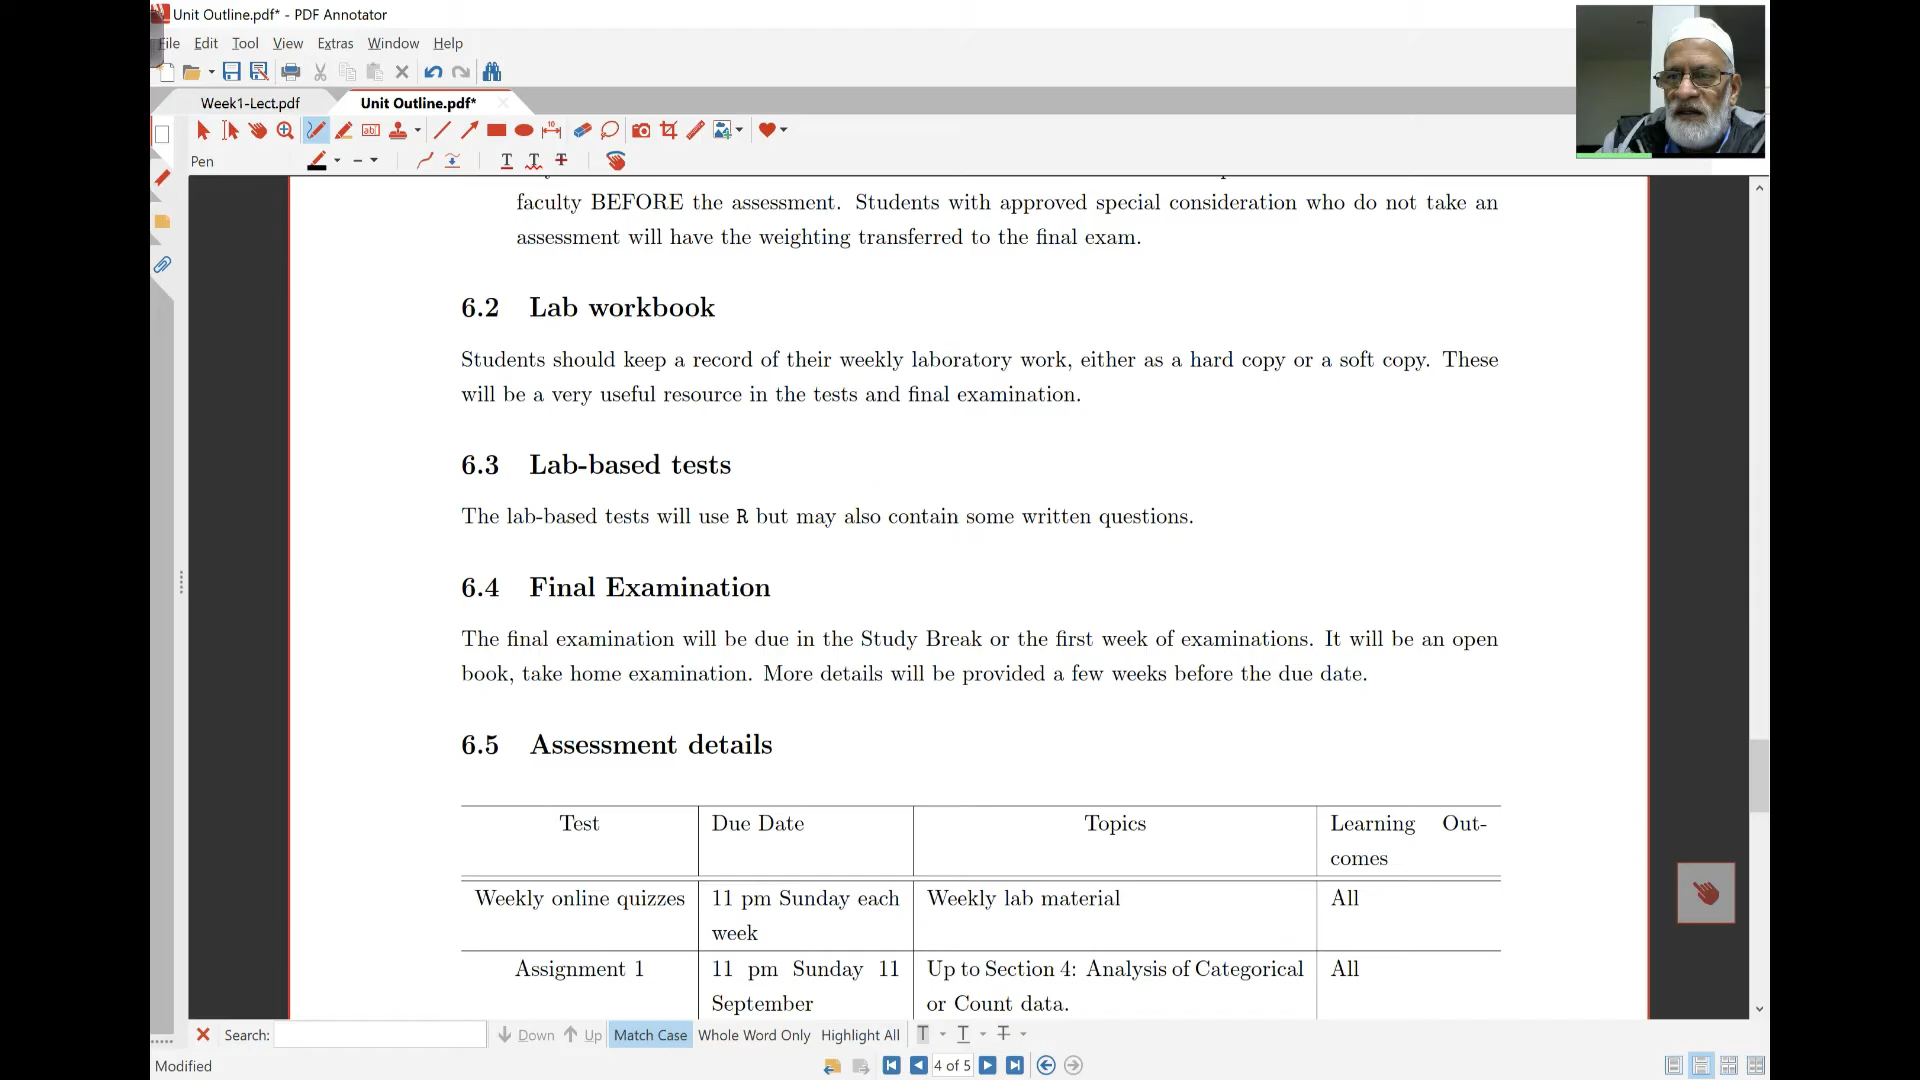 Unit Outline.pdf* - PDF Annotator
File Edit Tool View Extras Window Help
Week1-Lect.pdf Unit Outline.pdf*
Pen
faculty BEFORE the assessment. Students with approved special consideration who do not take an
assessment will have the weighting transferred to the final exam.
6.2 Lab workbook
Students should keep a record of their weekly laboratory work, either as a hard copy or a soft copy. These
will be a very useful resource in the tests and final examination.
6.3 Lab-based tests
The lab-based tests will use R but may also contain some written questions.
6.4 Final Examination
The final examination will be due in the Study Break or the first week of examinations. It will be an open
book, take home examination. More details will be provided a few weeks before the due date.
6.5 Assessment details
Test Due Date Topics Learning Out-
comes
Weekly online quizzes 11 pm Sunday each Weekly lab material All
week
Assignment 1 11 pm Sunday 11 Up to Section 4: Analysis of Categorical All
September or Count data.
Search: Down Up Match Case Whole Word Only Highlight All
Modified 4 of 5